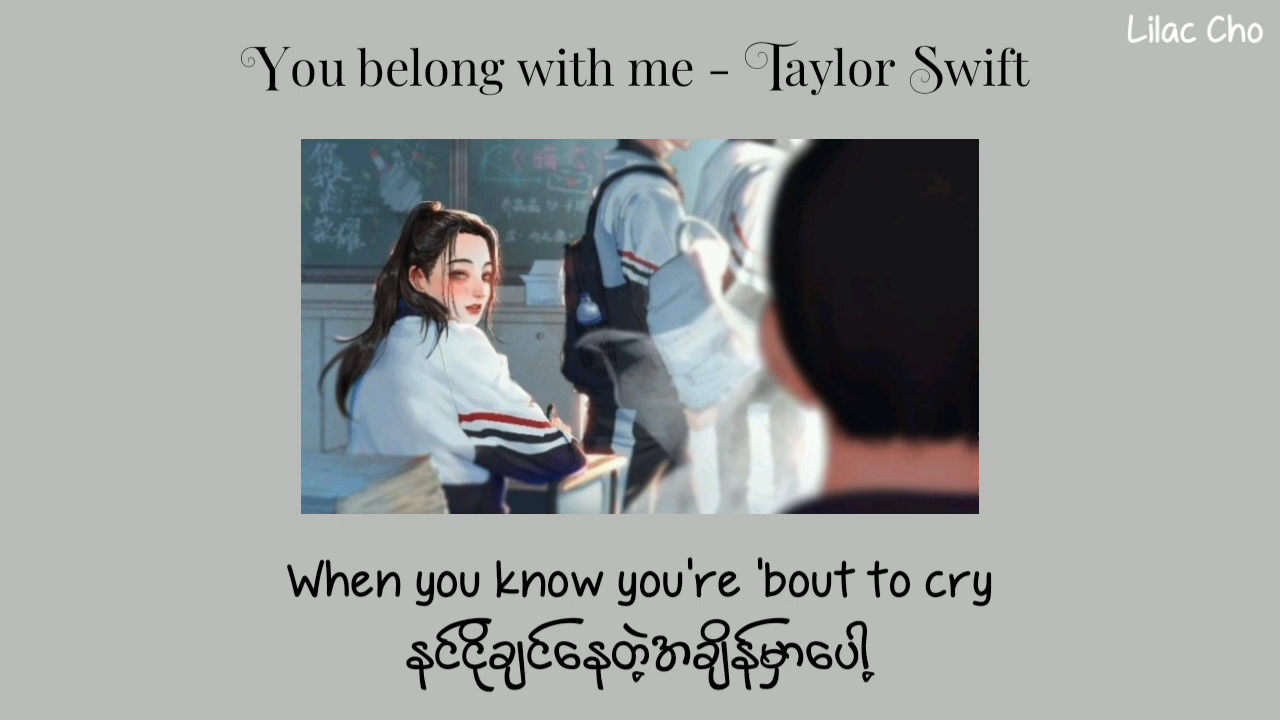 Lilac Cho
You belong with me - Taylor Swift
When you know you're 'bout to cry
နင်ငိုချင်နေတဲ့အချိန်မှာပေါ့